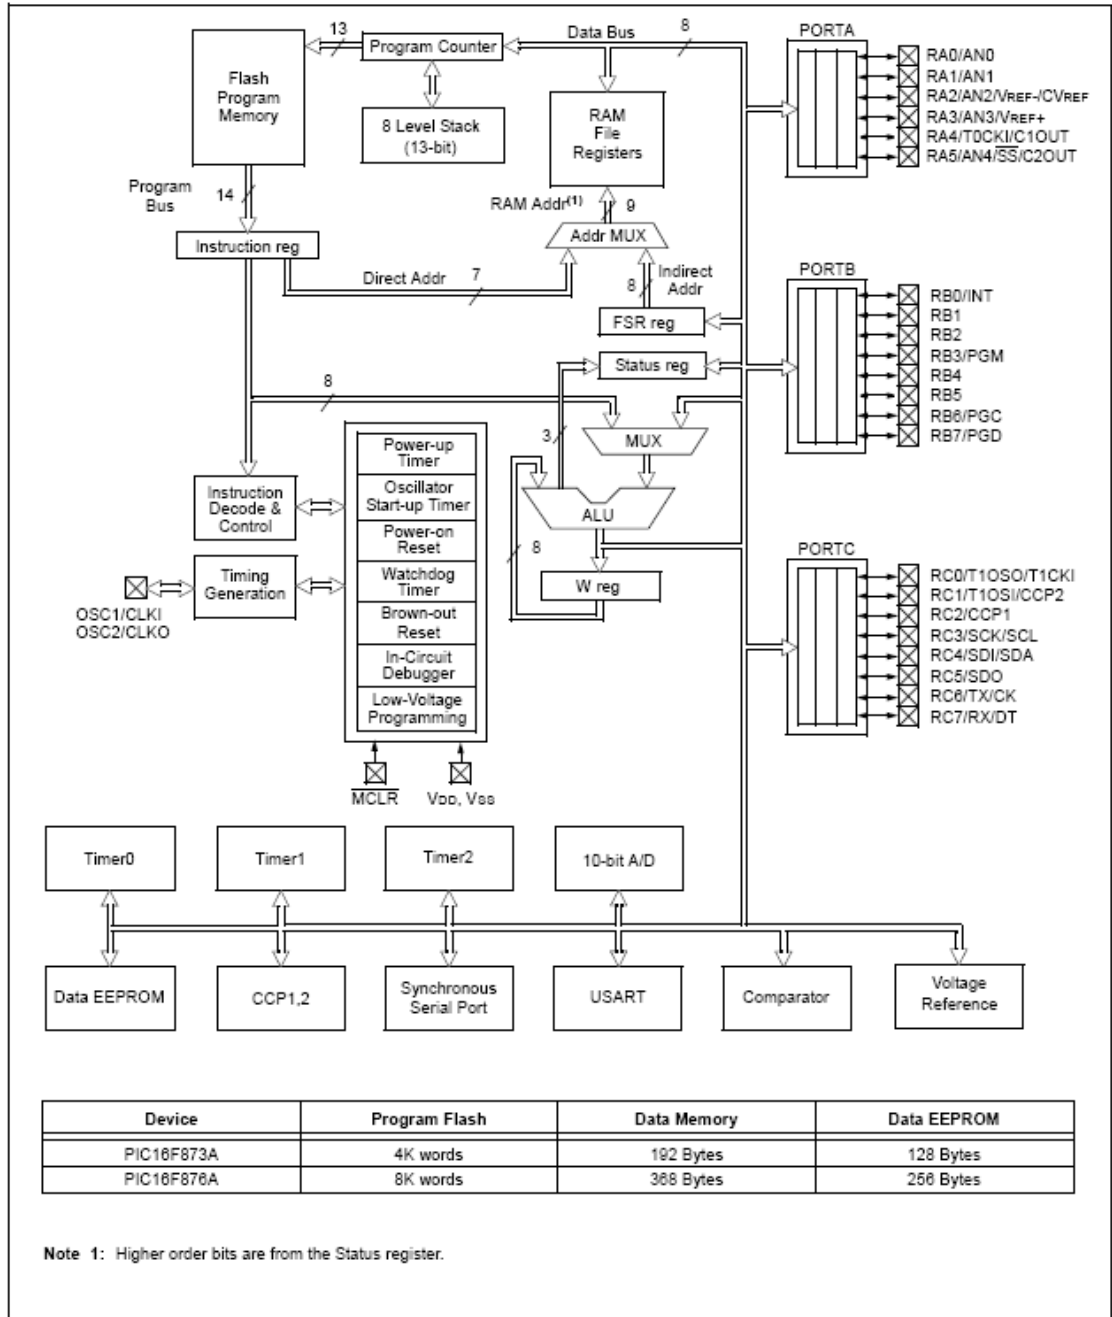 13
Program Counter
Data Bus
8
PORTA
Flash
Program
Memory
8 Level Stack
(13-bit)
RAM
File
Registers
RA0/AN0
RA1/AN1
RA2/AN2/VREF-/CVREF
RA3/AN3/VREF+
RA4/T0CKI/C1OUT
RA5/AN4/SS/C2OUT
Program
Bus
14
RAM Addr(1)
9
Addr MUX
Instruction reg
Direct Addr
7
8
Indirect
Addr
FSR reg
Status reg
PORTB
RB0/INT
RB1
RB2
RB3/PGM
RB4
RB5
RB6/PGC
RB7/PGD
8
3
MUX
Power-up
Timer
Oscillator
Start-up Timer
Power-on
Reset
Watchdog
Timer
Brown-out
Reset
In-Circuit
Debugger
Low-Voltage
Programming
Instruction
Decode &
Control
Timing
Generation
OSC1/CLKI
OSC2/CLKO
ALU
8
W reg
PORTC
RC0/T1OSO/T1CKI
RC1/T1OSI/CCP2
RC2/CCP1
RC3/SCK/SCL
RC4/SDI/SDA
RC5/SDO
RC6/TX/CK
RC7/RX/DT
MCLR
VDD, VSS
Timer0
Timer1
Timer2
10-bit A/D
Data EEPROM
CCP1,2
Synchronous
Serial Port
USART
Comparator
Voltage
Reference
Device Program Flash Data Memory Data EEPROM
PIC16F873A 4K words 192 Bytes 128 Bytes
PIC16F876A 8K words 368 Bytes 256 Bytes
Note 1: Higher order bits are from the Status register.